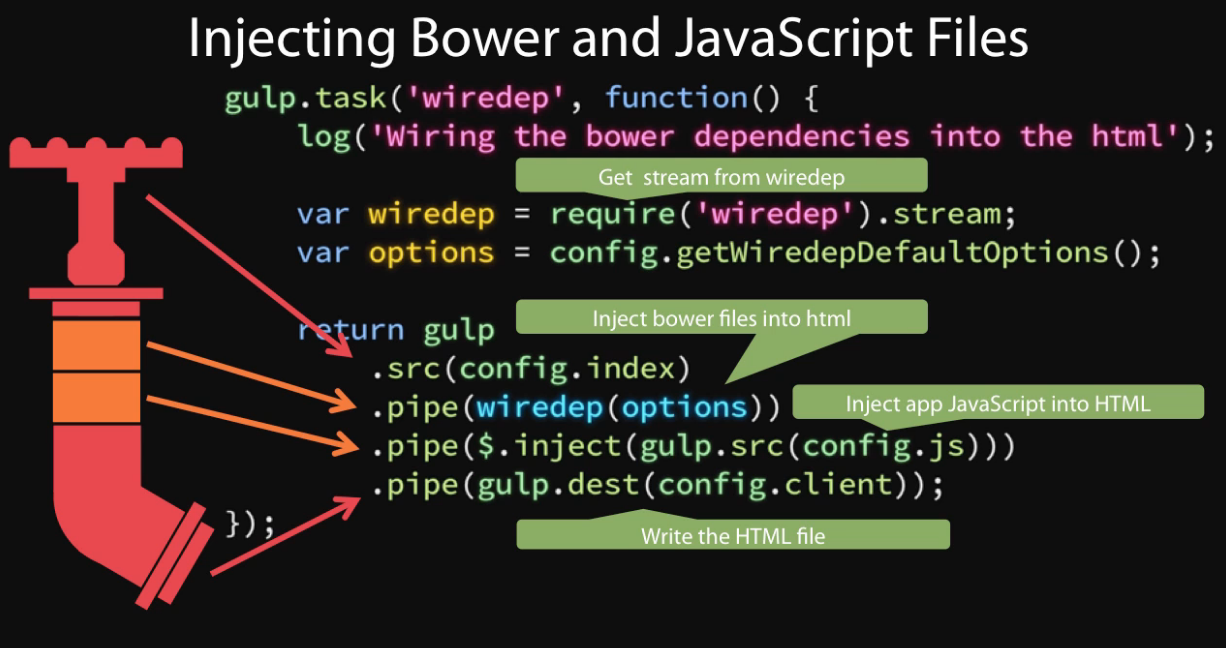 Injecting Bower and JavaScript Files
gulp.task('wiredep', function() {
log('Wiring the bower dependencies into the html');
Get stream from wiredep
var wiredep = require('wiredep').stream;
var options = config.getWiredepDefaultOptions();
Inject bower files into html
return gulp
.src(config.index)
.pipe(wiredep(options))
Inject app JavaScript into HTML
.pipe($.inject(gulp.src(config.js)))
.pipe(gulp.dest(config.client));
});
Write the HTML file